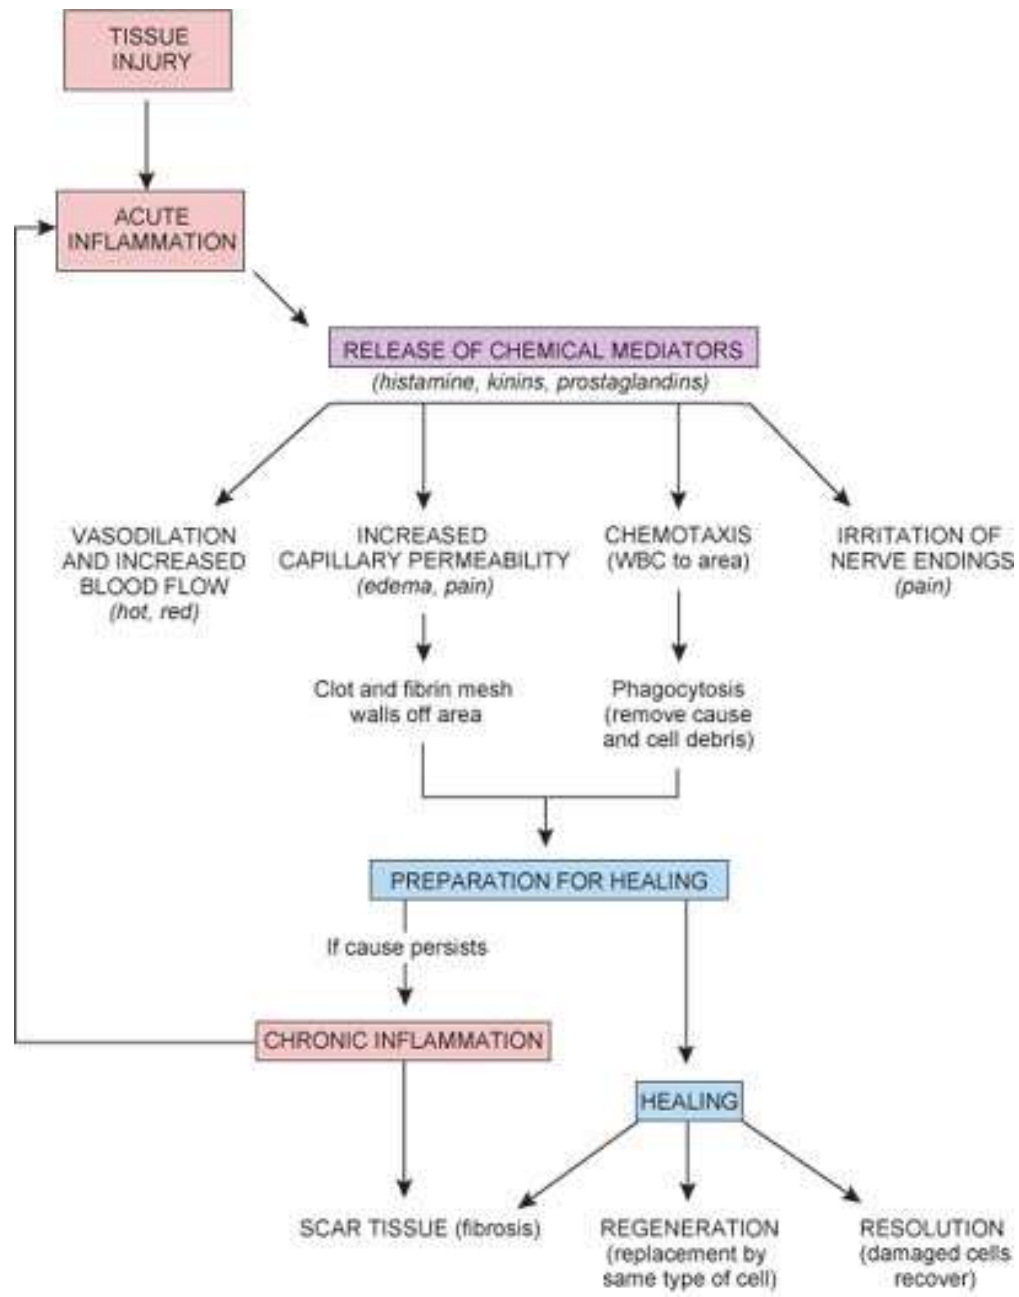 TISSUE
INJURY
ACUTE
INFLAMMATION
RELEASE OF CHEMICAL MEDIATORS
(histamine, kinins, prostaglandins)
VASODILATION
AND INCREASED
BLOOD FLOW
(hot, red)
INCREASED
CAPILLARY PERMEABILITY
(edema, pain)
CHEMOTAXIS
(WBC to area)
IRRITATION OF
NERVE ENDINGS
(pain)
Clot and fibrin mesh
walls off area
Phagocytosis
(remove cause
and cell debris)
PREPARATION FOR HEALING
If cause persists
CHRONIC INFLAMMATION
HEALING
SCAR TISSUE (fibrosis)
REGENERATION
(replacement by
same type of cell)
RESOLUTION
(damaged cells
recover)